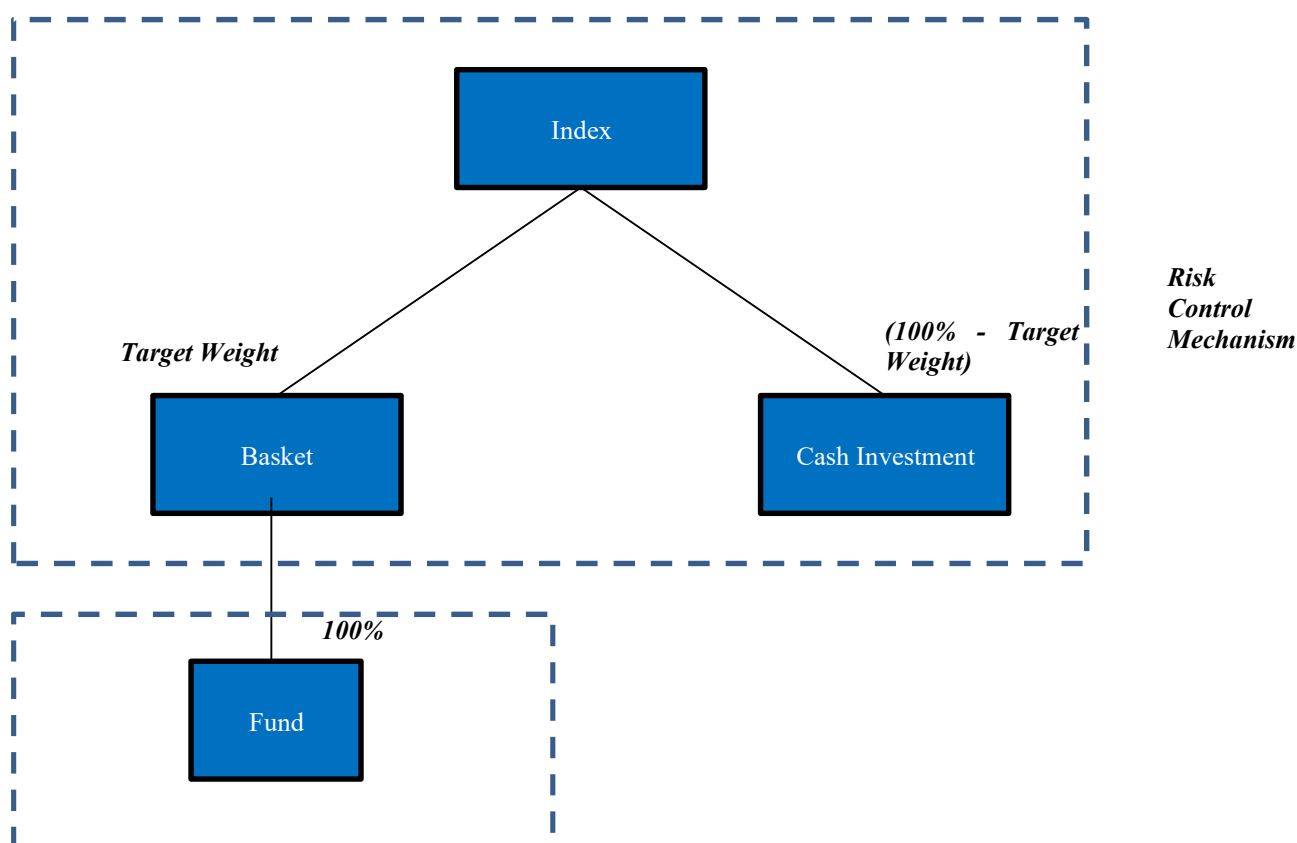 Index
Risk
Control
Mechanism
(100% - Target
Weight)
Target Weight
Basket
Cash Investment
100%
Fund